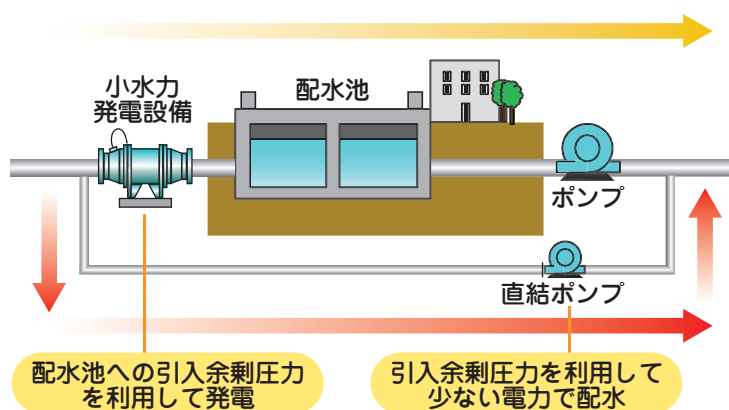 小水力
発電設備
配水池
ポンプ
直結ポンプ
配水池への引入余剰圧力
を利用して発電
引入余剰圧力を利用して
少ない電力で配水